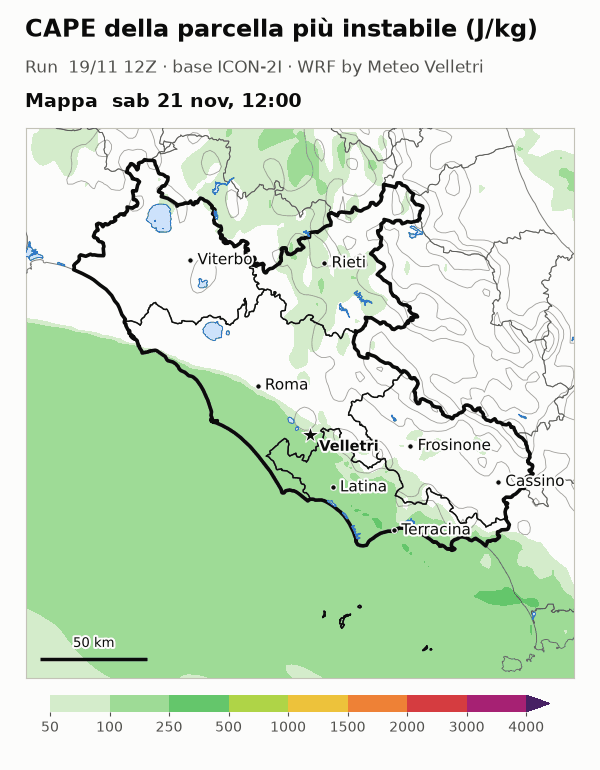 CAPE della parcella più instabile (J/kg)
Run  19/11 12Z · base ICON-2I · WRF by Meteo Velletri
Mappa  sab 21 nov, 12:00
Viterbo
Rieti
Roma
Velletri
Frosinone
Cassino
Latina
Terracina
50 km
50 100 250 500 1000 1500 2000 3000 4000